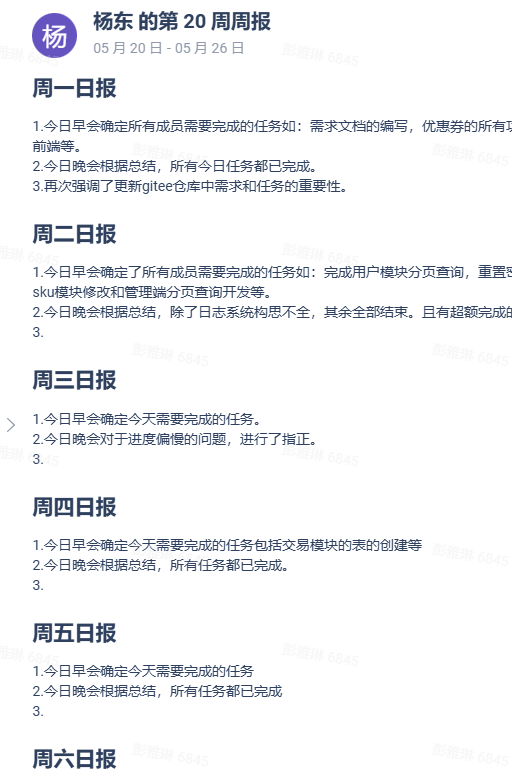 杨
杨东 的第 20 周周报
05 月 20 日 - 05 月 26 日
周一日报
1.今日早会确定所有成员需要完成的任务如：需求文档的编写，优惠券的所有
前端等。
2.今日晚会根据总结，所有今日任务都已完成。
3.再次强调了更新gitee仓库中需求和任务的重要性。
周二日报
1.今日早会确定了所有成员需要完成的任务如：完成用户模块分页查询，重置
sku模块修改和管理端分页查询开发等。
2.今日晚会根据总结，除了日志系统构思不全，其余全部结束。且有超额完成
3.
周三日报
1.今日早会确定今天需要完成的任务。
2.今日晚会对于进度偏慢的问题，进行了指正。
3.
周四日报
1.今日早会确定今天需要完成的任务包括交易模块的表的创建等
2.今日晚会根据总结，所有任务都已完成。
3.
周五日报
1.今日早会确定今天需要完成的任务
2.今日晚会根据总结，所有任务都已完成
3.
周六日报
彭雅琳 6845